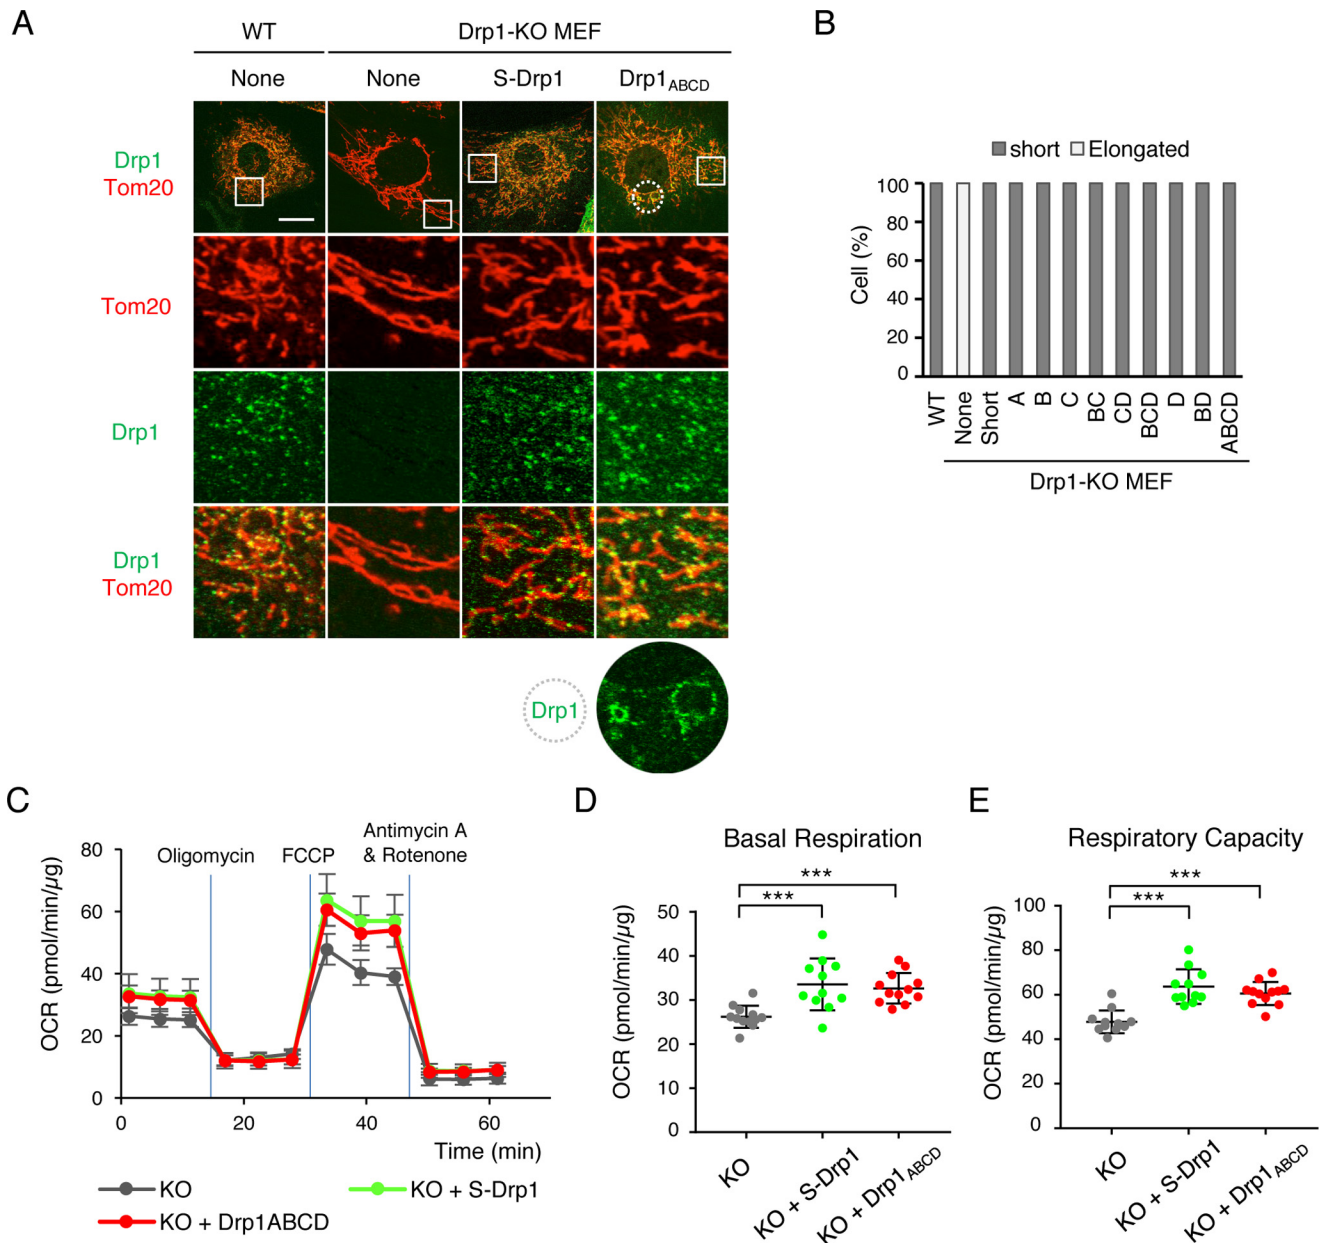 A
WT
Drp1-KO MEF
None
None
S-Drp1
Drp1ABCD
Drp1
Tom20
Tom20
Drp1
Drp1
Tom20
Drp1
B
short
Elongated
Cell (%)
100
80
60
40
20
0
WT
None
Short
A
B
C
BC
CD
BCD
D
BD
ABCD
Drp1-KO MEF
C
OCR (pmol/min/µg)
80
60
40
20
0
Oligomycin
FCCP
Antimycin A
& Rotenone
0
20
40
60
Time (min)
KO
KO + S-Drp1
KO + Drp1ABCD
D
Basal Respiration
***
***
OCR (pmol/min/µg)
50
40
30
20
10
0
KO
KO + S-Drp1
KO + Drp1ABCD
E
Respiratory Capacity
***
***
OCR (pmol/min/µg)
100
80
60
40
20
0
KO
KO + S-Drp1
KO + Drp1ABCD